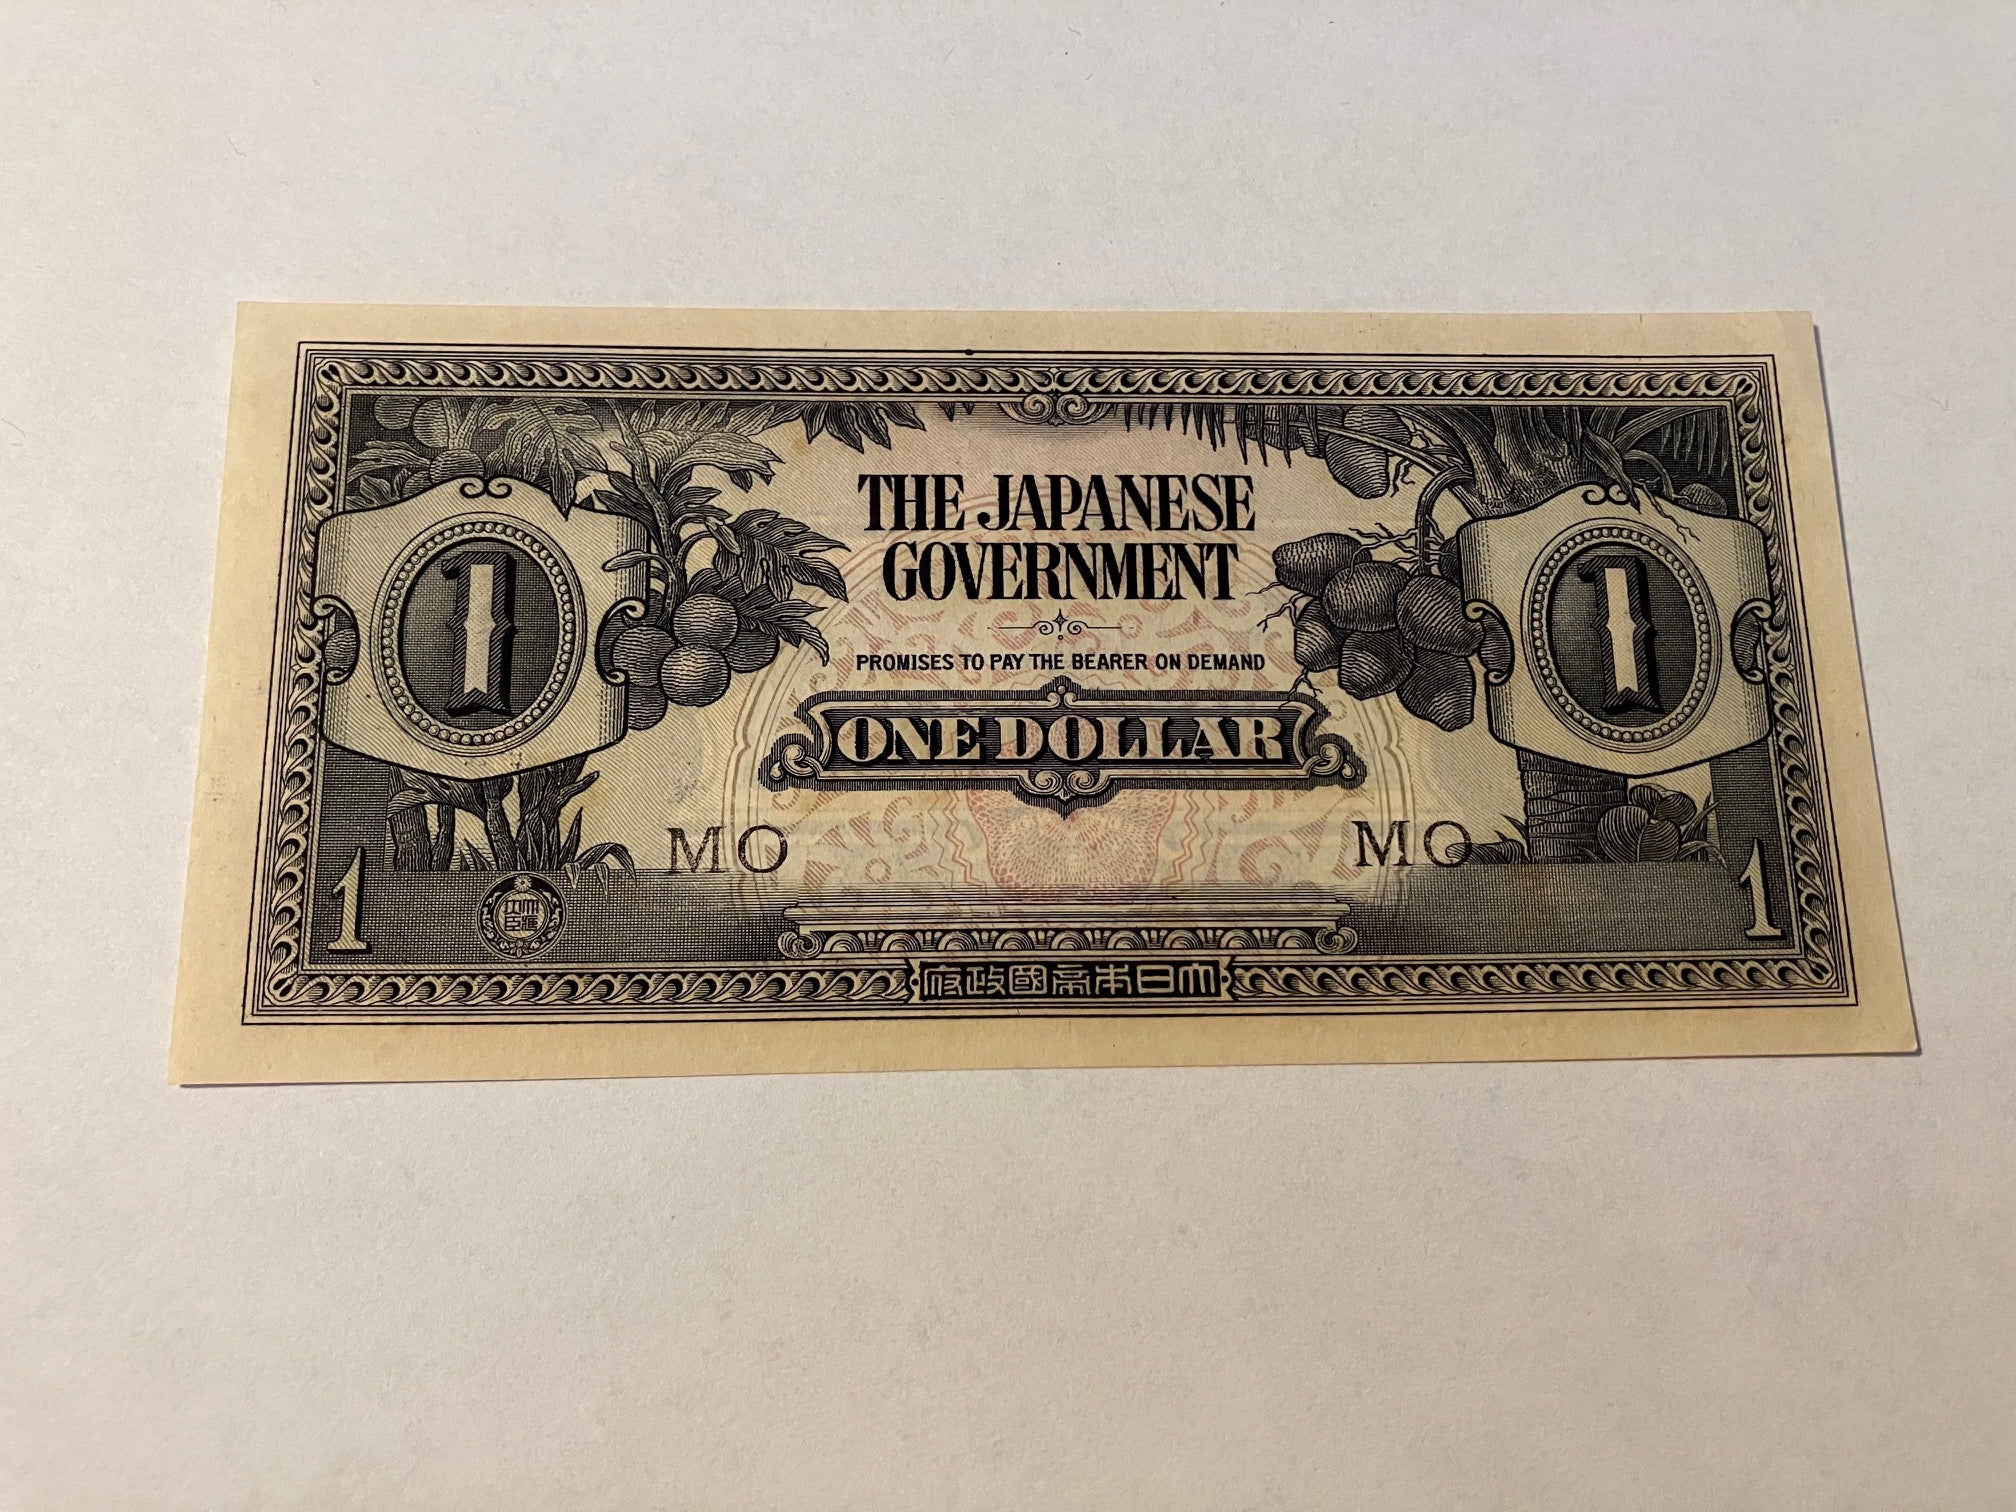 THE JAPANESE
GOVERNMENT
1
1
PROMISES TO PAY THE BEARER ON DEMAND
ONE DOLLAR
MO
MO
1
1
府政國帝本日大